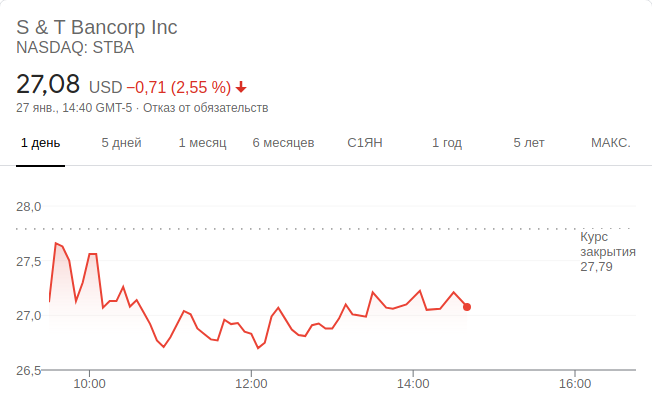 S & T Bancorp Inc
NASDAQ: STBA
27,08 USD −0,71 (2,55 %)
27 янв., 14:40 GMT-5 · Отказ от обязательств
1 день 5 дней 1 месяц 6 месяцев С1ЯН 1 год 5 лет МАКС.
28,0
Курс
закрытия
27,5
27,79
27,0
26,5
10:00 12:00 14:00 16:00